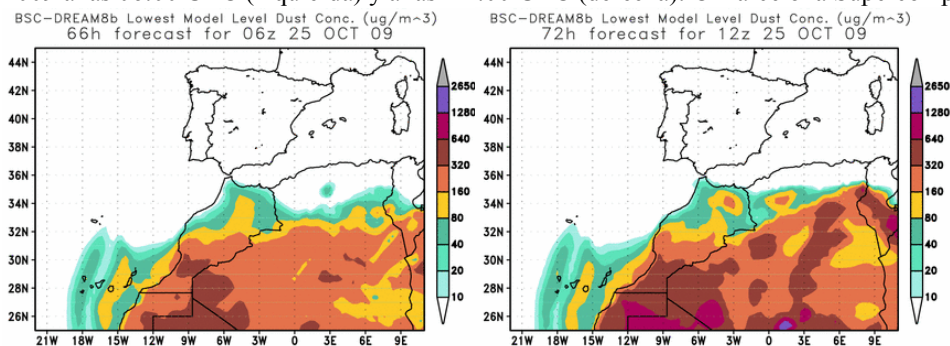 BSC-DREAM8b Lowest Model Level Dust Conc. (ug/m^3)
66h forecast for 06z 25 OCT 09
44N
42N
40N
38N
36N
34N
32N
30N
28N
26N
21W 18W 15W 12W 9W 6W 3W 0 3E 6E 9E
2650
1280
640
320
160
80
40
20
10
BSC-DREAM8b Lowest Model Level Dust Conc. (ug/m^3)
72h forecast for 12z 25 OCT 09
44N
42N
40N
38N
36N
34N
32N
30N
28N
26N
21W 18W 15W 12W 9W 6W 3W 0 3E 6E 9E
2650
1280
640
320
160
80
40
20
10